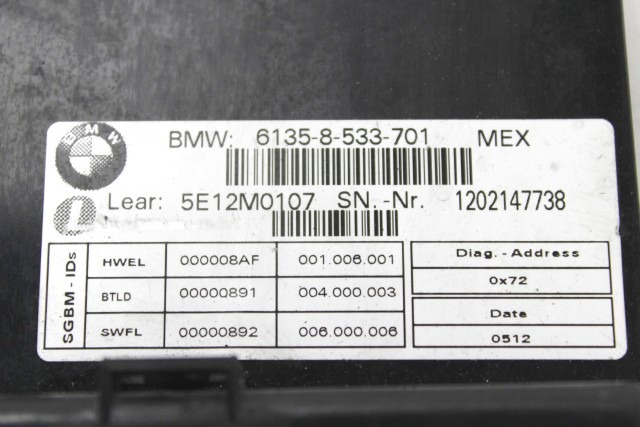 BMW
BMW: 6135-8-533-701 MEX
Lear: 5E12M0107 SN.-Nr. 1202147738
SGBM-IDs
HWEL 000008AF 001.006.001
BTLD 00000891 004.000.003
SWFL 00000892 006.000.006
Diag.-Address
0x72
Date
0512